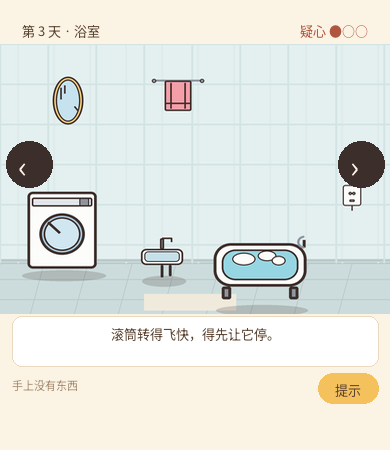 第 3 天 · 浴室
疑心
滚筒转得飞快，得先让它停。
手上没有东西
提示